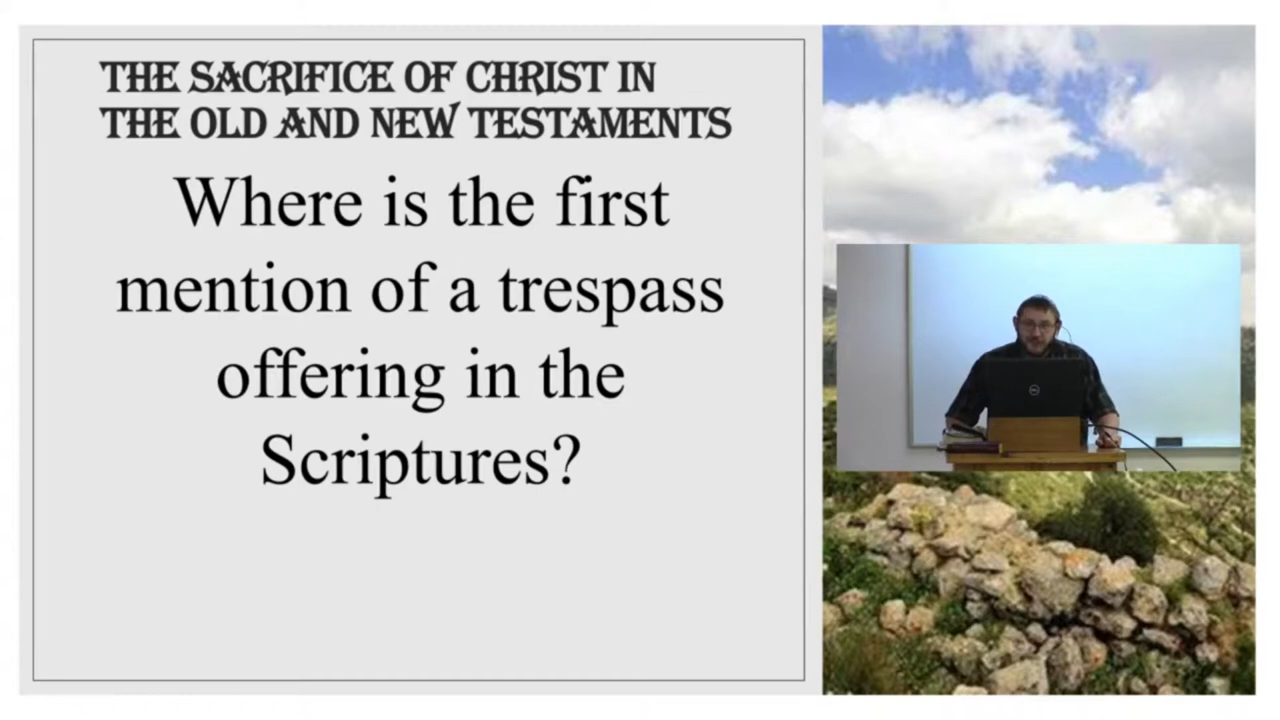 THE SACRIFICE OF CHRIST IN
THE OLD AND NEW TESTAMENTS
Where is the first
mention of a trespass
offering in the
Scriptures?